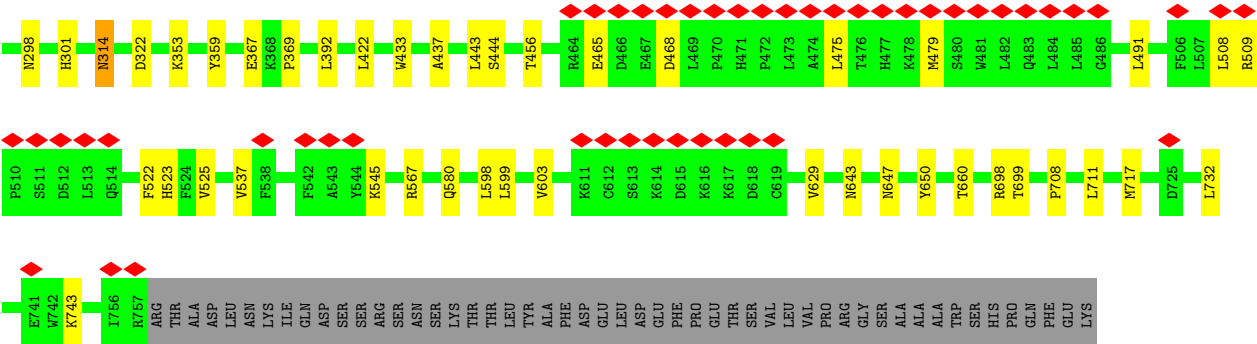 N298 H301 N314 D322 K353 Y359 E367 K368 P369 L392 L422 W433 A437 L443 S444 T456 R464 E465 D466 E467 D468 L469 P470 H471 P472 L473 A474 L475 T476 H477 K478 M479 S480 W481 L482 Q483 L484 L485 G486 L491 F506 L507 L508 R509
P510 S511 D512 L513 Q514 F522 H523 F524 V525 V537 F538 F542 A543 Y544 K545 R567 Q580 L598 L599 V603 K611 C612 S613 K614 D615 K616 K617 D618 C619 V629 N643 N647 Y650 T660 R698 T699 P708 L711 M717 D725 L732
E741 W742 K743 I756 R757 ARG THR ALA ASP LEU ASN LYS ILE GLN ASP SER SER ARG SER ASN SER LYS THR THR LEU TYR ALA PHE ASP GLU LEU ASP GLU PHE PRO GLU THR SER VAL LEU VAL PRO ARG GLY SER ALA ALA ALA TRP SER HIS PRO GLN PHE GLU LYS